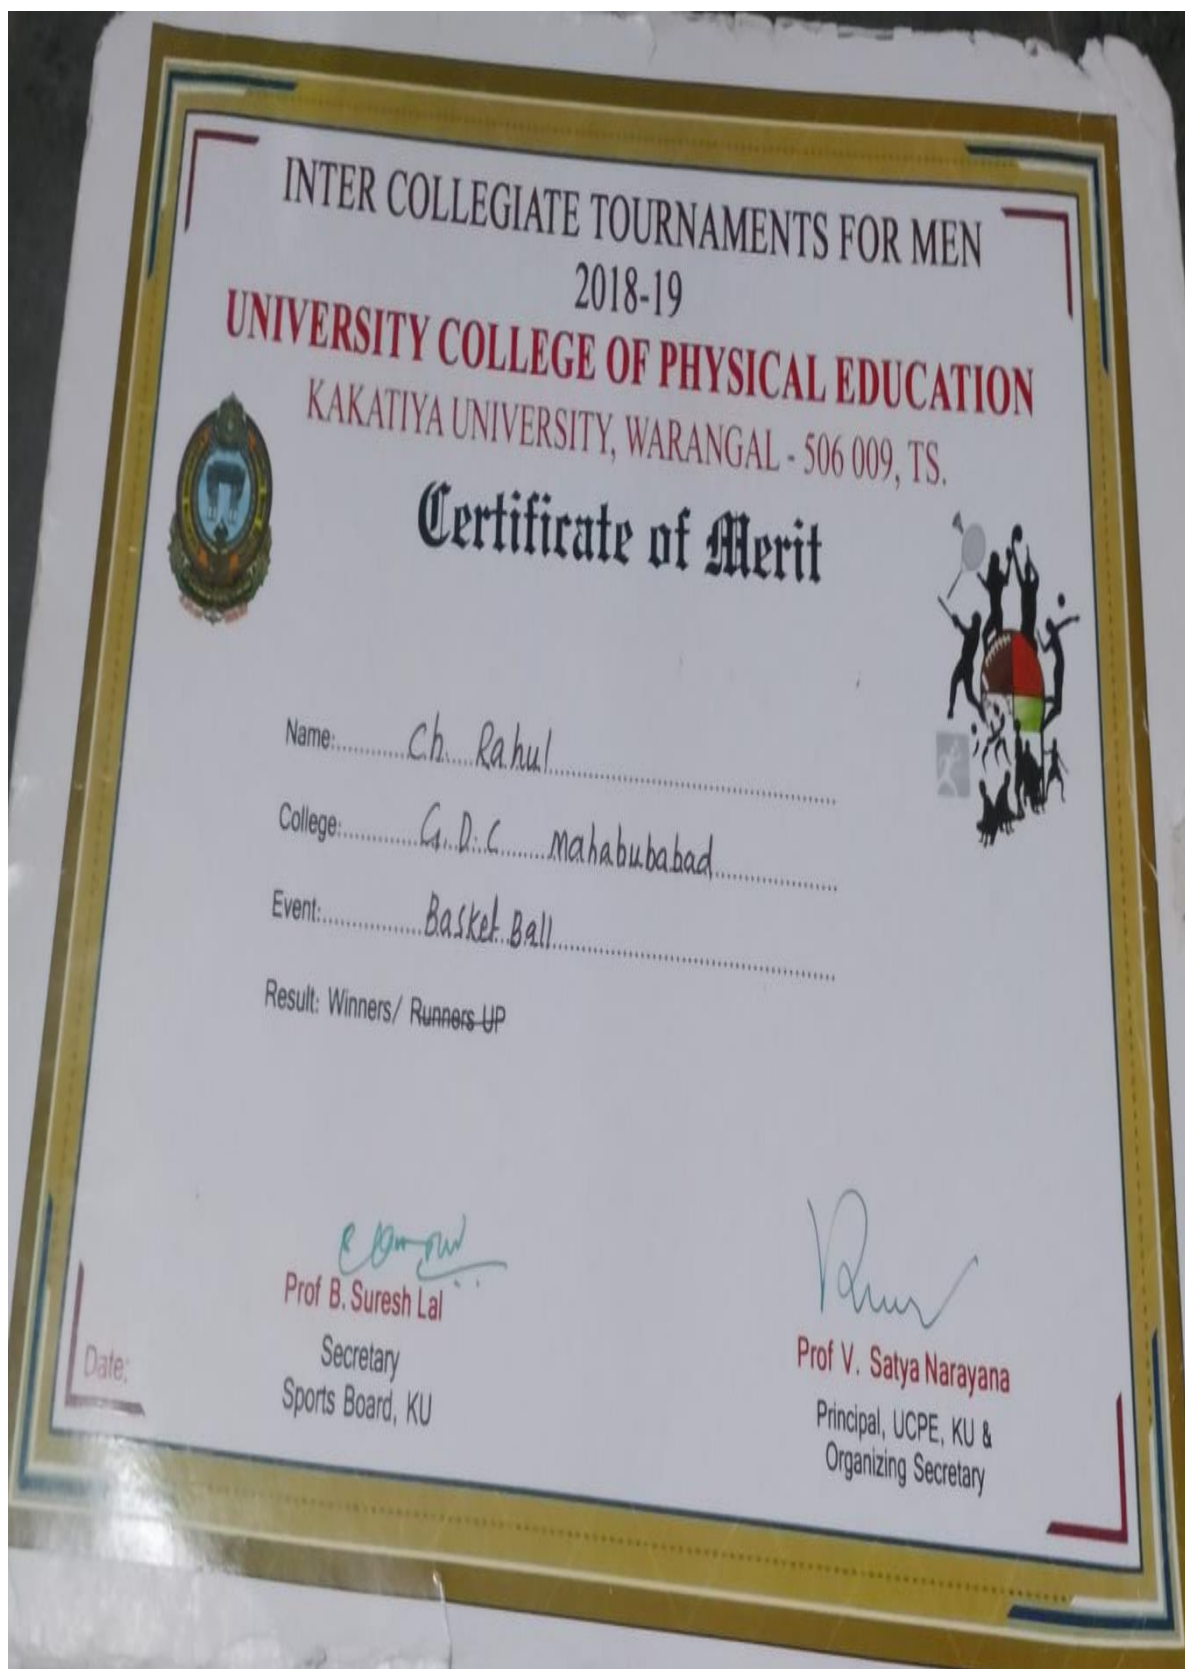 INTER COLLEGIATE TOURNAMENTS FOR MEN
2018-19
UNIVERSITY COLLEGE OF PHYSICAL EDUCATION
KAKATIYA UNIVERSITY, WARANGAL - 506 009, TS.
Certificate of Merit
Name: Ch. Rahul
College: G.D.C Mahabubabad
Event: Basket Ball
Result: Winners/ Runners UP
Prof B. Suresh Lal
Secretary
Sports Board, KU
Date:
Prof V. Satya Narayana
Principal, UCPE, KU &
Organizing Secretary